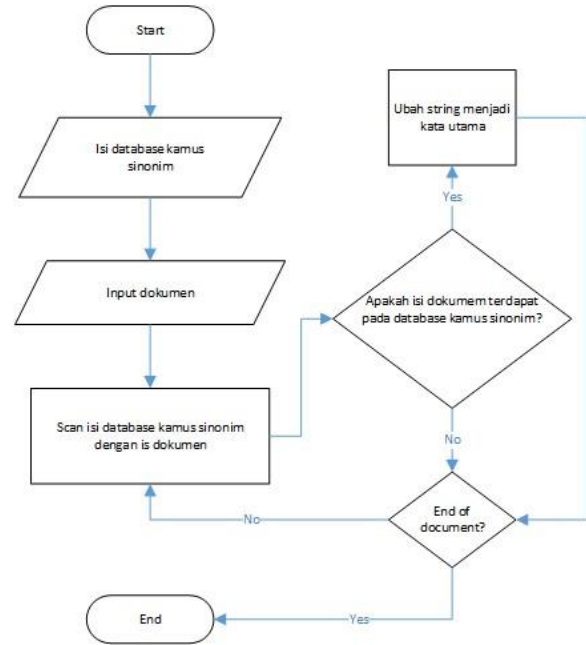 Start
Isi database kamus
sinonim
Input dokumen
Scan isi database kamus sinonim
dengan is dokumen
Ubah string menjadi
kata utama
Yes
Apakah isi dokumem terdapat
pada database kamus sinonim?
No
End of
document?
No
Yes
End